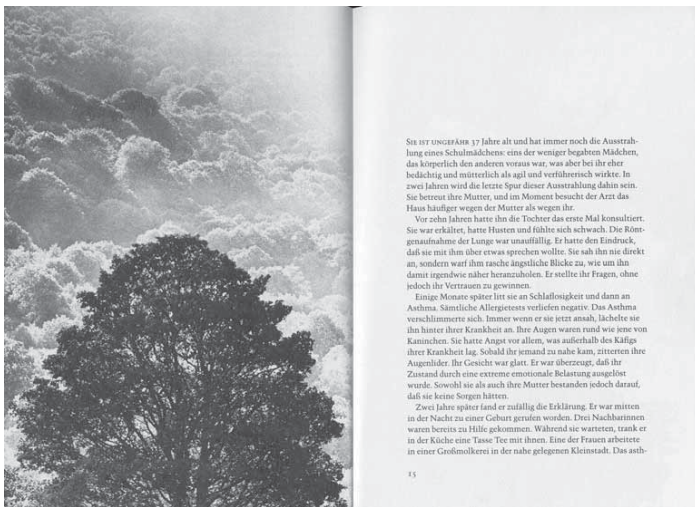 SIE IST UNGEFÄHR 37 Jahre alt und hat immer noch die Ausstrah-
lung eines Schulmädchens: eins der weniger begabten Mädchen,
das körperlich den anderen voraus war, was aber bei ihr eher
bedächtig und mütterlich als agil und verführerisch wirkte. In
zwei Jahren wird die letzte Spur dieser Ausstrahlung dahin sein.
Sie betreut ihre Mutter, und im Moment besucht der Arzt das
Haus häufiger wegen der Mutter als wegen ihr.
Vor zehn Jahren hatte ihn die Tochter das erste Mal konsultiert.
Sie war erkältet, hatte Husten und fühlte sich schwach. Die Rönt-
genaufnahme der Lunge war unauffällig. Er hatte den Eindruck,
daß sie mit ihm über etwas sprechen wollte. Sie sah ihn nie direkt
an, sondern warf ihm rasche ängstliche Blicke zu, wie um ihn
damit irgendwie näher heranzuholen. Er stellte ihr Fragen, ohne
jedoch ihr Vertrauen zu gewinnen.
Einige Monate später litt sie an Schlaflosigkeit und dann an
Asthma. Sämtliche Allergietests verliefen negativ. Das Asthma
verschlimmerte sich. Immer wenn er sie jetzt ansah, lächelte sie
ihn hinter ihrer Krankheit an. Ihre Augen waren rund wie jene von
Kaninchen. Sie hatte Angst vor allem, was außerhalb des Käfigs
ihrer Krankheit lag. Sobald ihr jemand zu nahe kam, zitterten ihre
Augenlider. Ihr Gesicht war glatt. Er war überzeugt, daß ihr
Zustand durch eine extreme emotionale Belastung ausgelöst
wurde. Sowohl sie als auch ihre Mutter bestanden jedoch darauf,
daß sie keine Sorgen hätten.
Zwei Jahre später fand er zufällig die Erklärung. Er war mitten
in der Nacht zu einer Geburt gerufen worden. Drei Nachbarinnen
waren bereits zu Hilfe gekommen. Während sie warteten, trank er
in der Küche eine Tasse Tee mit ihnen. Eine der Frauen arbeitete
in einer Großmolkerei in der nahe gelegenen Kleinstadt. Das asth-
15